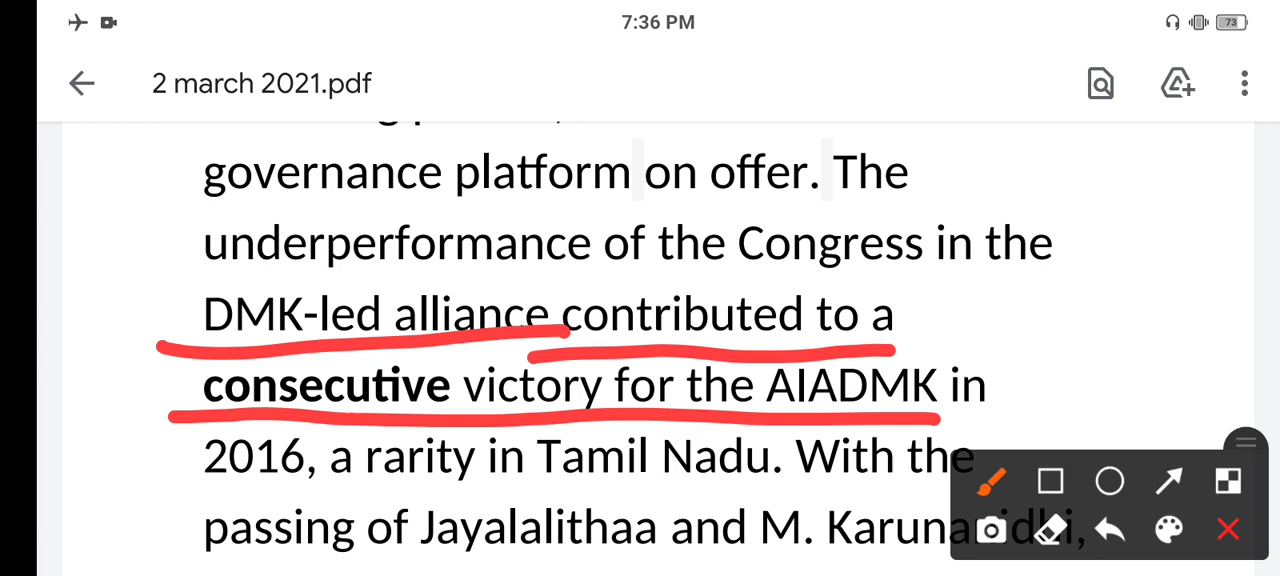 7:36 PM
73
2 march 2021.pdf
governance platform on offer. The
underperformance of the Congress in the
DMK-led alliance contributed to a
consecutive victory for the AIADMK in
2016, a rarity in Tamil Nadu. With the
passing of Jayalalithaa and M. Karunanidhi,